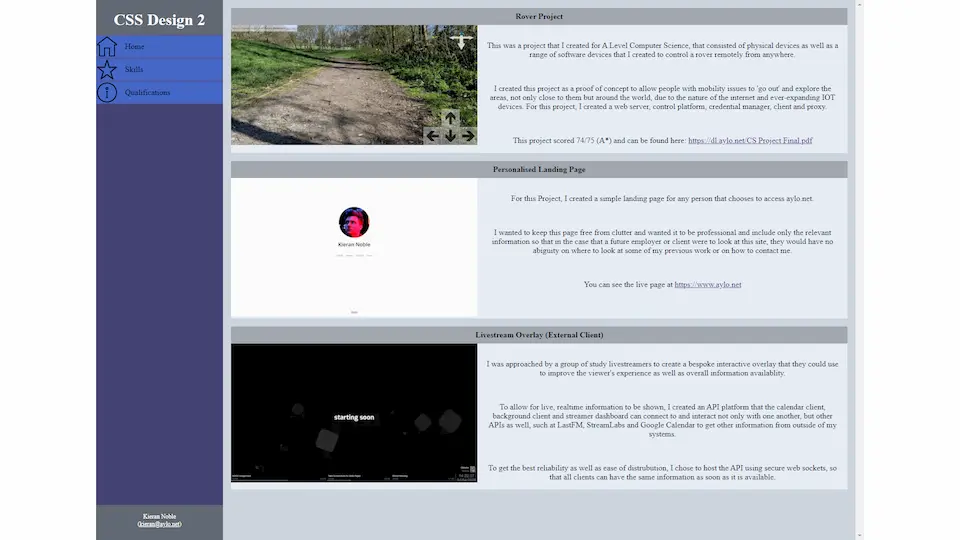 CSS Design 2
Home
Skills
Qualifications
Kieran Noble
(kieran@aylo.net)
Rover Project
This was a project that I created for A Level Computer Science, that consisted of physical devices as well as a
range of software devices that I created to control a rover remotely from anywhere.
I created this project as a proof of concept to allow people with mobility issues to 'go out' and explore the
areas, not only close to them but around the world, due to the nature of the internet and ever-expanding IOT
devices. For this project, I created a web server, control platform, credential manager, client and proxy.
This project scored 74/75 (A*) and can be found here: https://dl.aylo.net/CS Project Final.pdf
Personalised Landing Page
Kieran Noble
For this Project, I created a simple landing page for any person that chooses to access aylo.net.
I wanted to keep this page free from clutter and wanted it to be professional and include only the relevant
information so that in the case that a future employer or client were to look at this site, they would have no
abiguity on where to look at some of my previous work or on how to contact me.
You can see the live page at https://www.aylo.net
Livestream Overlay (External Client)
starting soon
I was approached by a group of study livestreamers to create a bespoke interactive overlay that they could use
to improve the viewer's experience as well as overall information availablity.
To allow for live, realtime information to be shown, I created an API platform that the calendar client,
background client and streamer dashboard can connect to and interact not only with one another, but other
APIs as well, such at LastFM, StreamLabs and Google Calendar to get other information from outside of my
systems.
To get the best reliability as well as ease of distrubution, I chose to host the API using secure web sockets, so
that all clients can have the same information as soon as it is available.